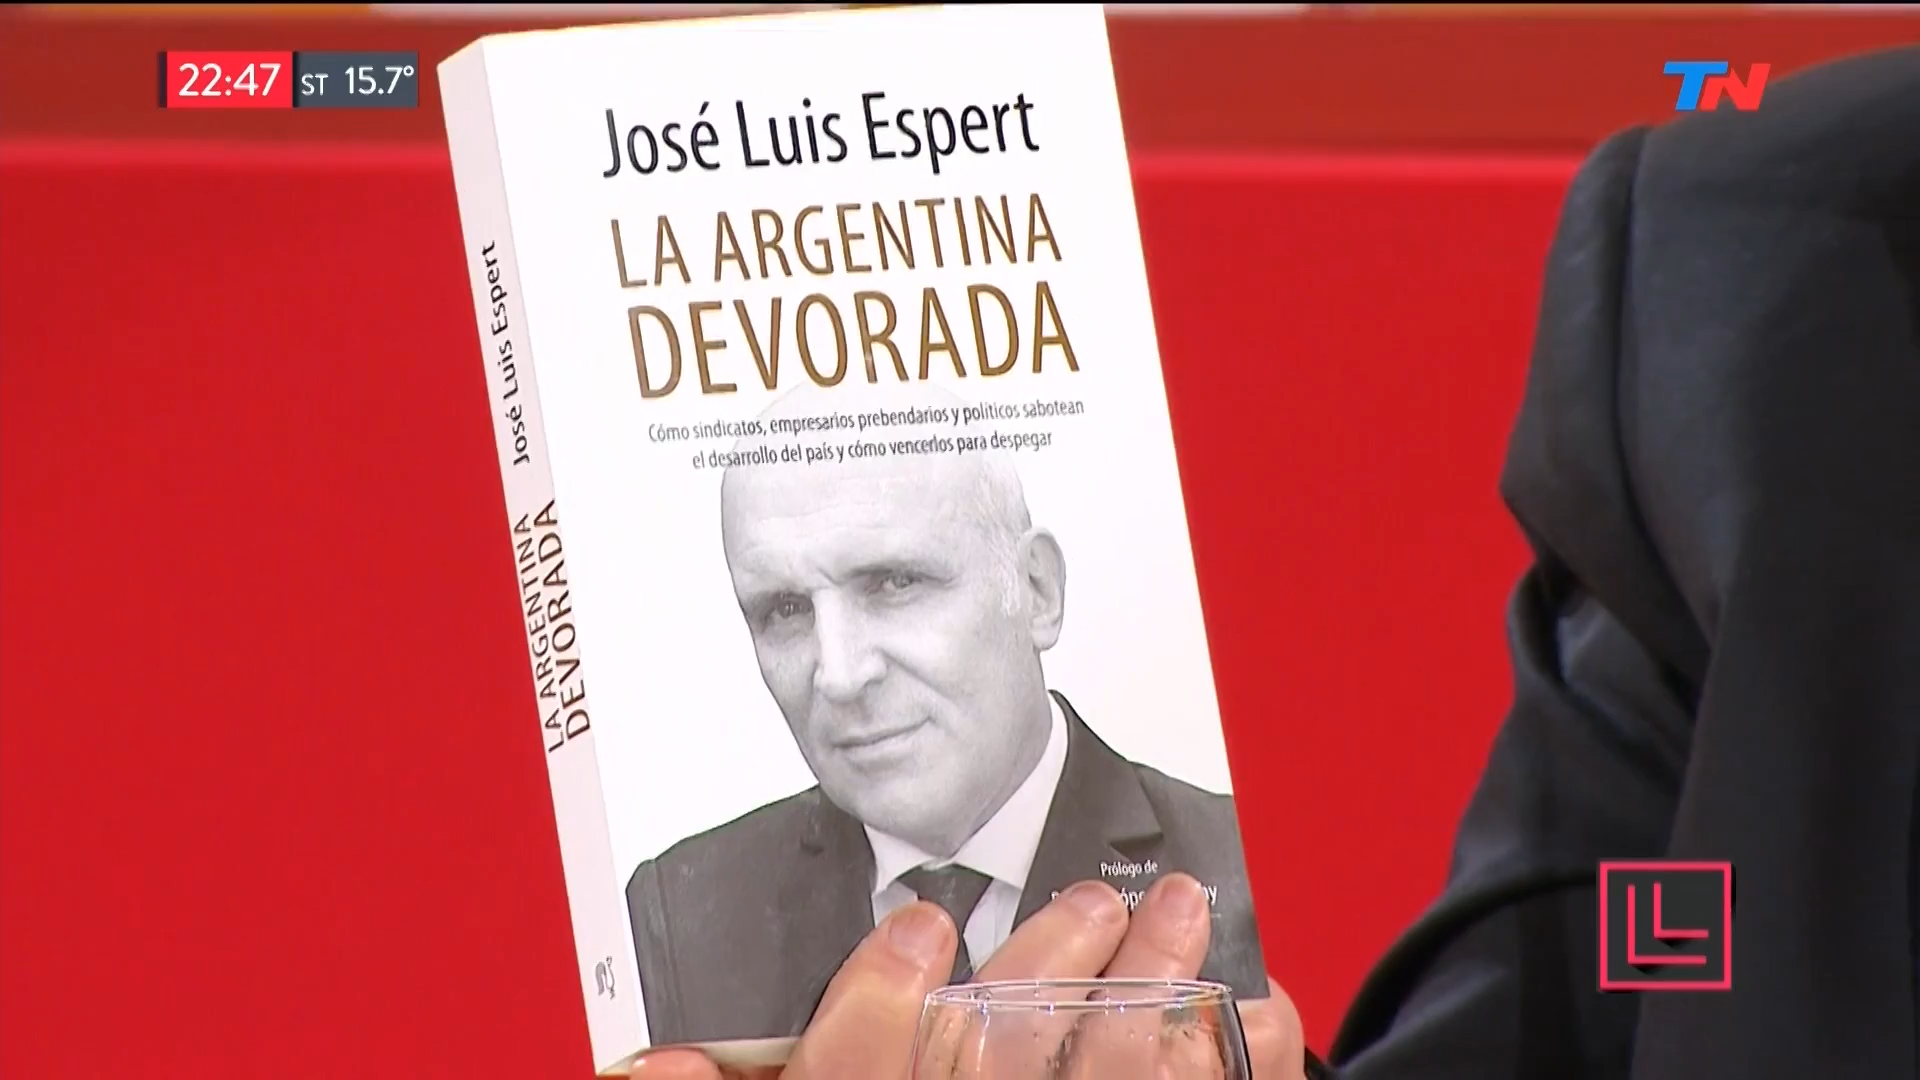 22:47 ST 15.7°
TN
José Luis Espert
LA ARGENTINA
DEVORADA
Cómo sindicatos, empresarios prebendarios y políticos sabotean
el desarrollo del país y cómo vencerlos para despegar
Prólogo de
José Luis Espert
LA ARGENTINA
DEVORADA
LL